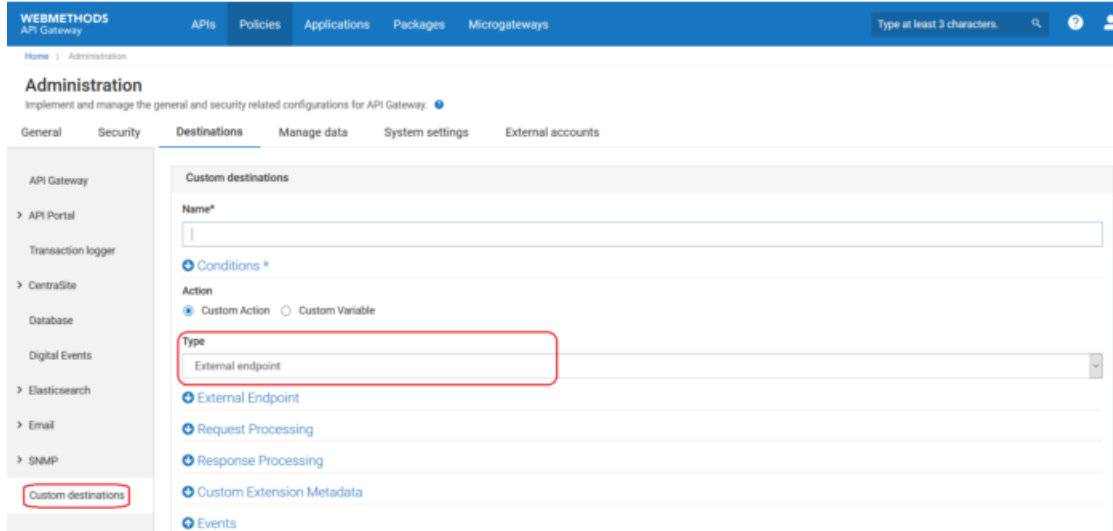 WEBMETHODS
API Gateway
APIs Policies Applications Packages Microgateways
Type at least 3 characters.
Home | Administration
Administration
Implement and manage the general and security related configurations for API Gateway.
General Security Destinations Manage data System settings External accounts
API Gateway
> API Portal
Transaction logger
> CentraSite
Database
Digital Events
> Elasticsearch
> Email
> SNMP
Custom destinations
Custom destinations
Name*
Conditions *
Action
Custom Action Custom Variable
Type
External endpoint
External Endpoint
Request Processing
Response Processing
Custom Extension Metadata
Events